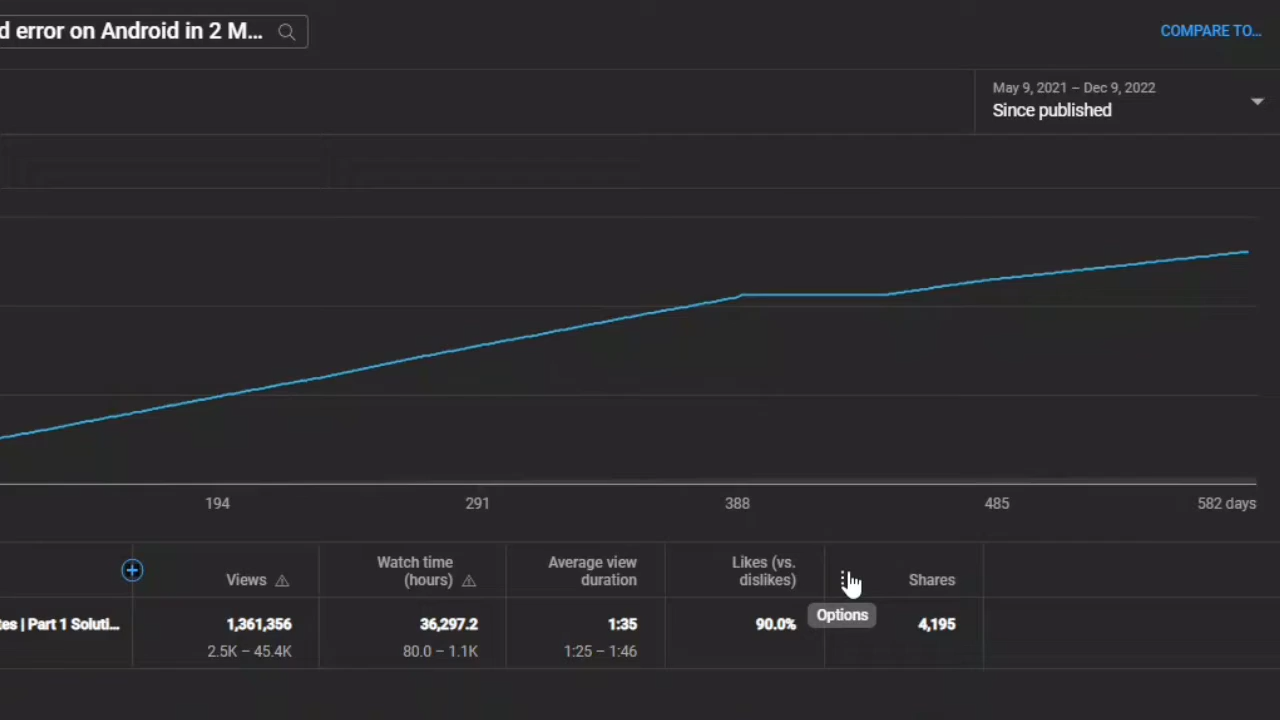 d error on Android in 2 M...
COMPARE TO...
May 9, 2021 – Dec 9, 2022
Since published
194
291
388
485
582 days
Views
Watch time
(hours)
Average view
duration
Likes (vs.
dislikes)
Shares
tes | Part 1 Soluti...
1,361,356
36,297.2
1:35
90.0%
Options
4,195
2.5K – 45.4K
80.0 – 1.1K
1:25 – 1:46